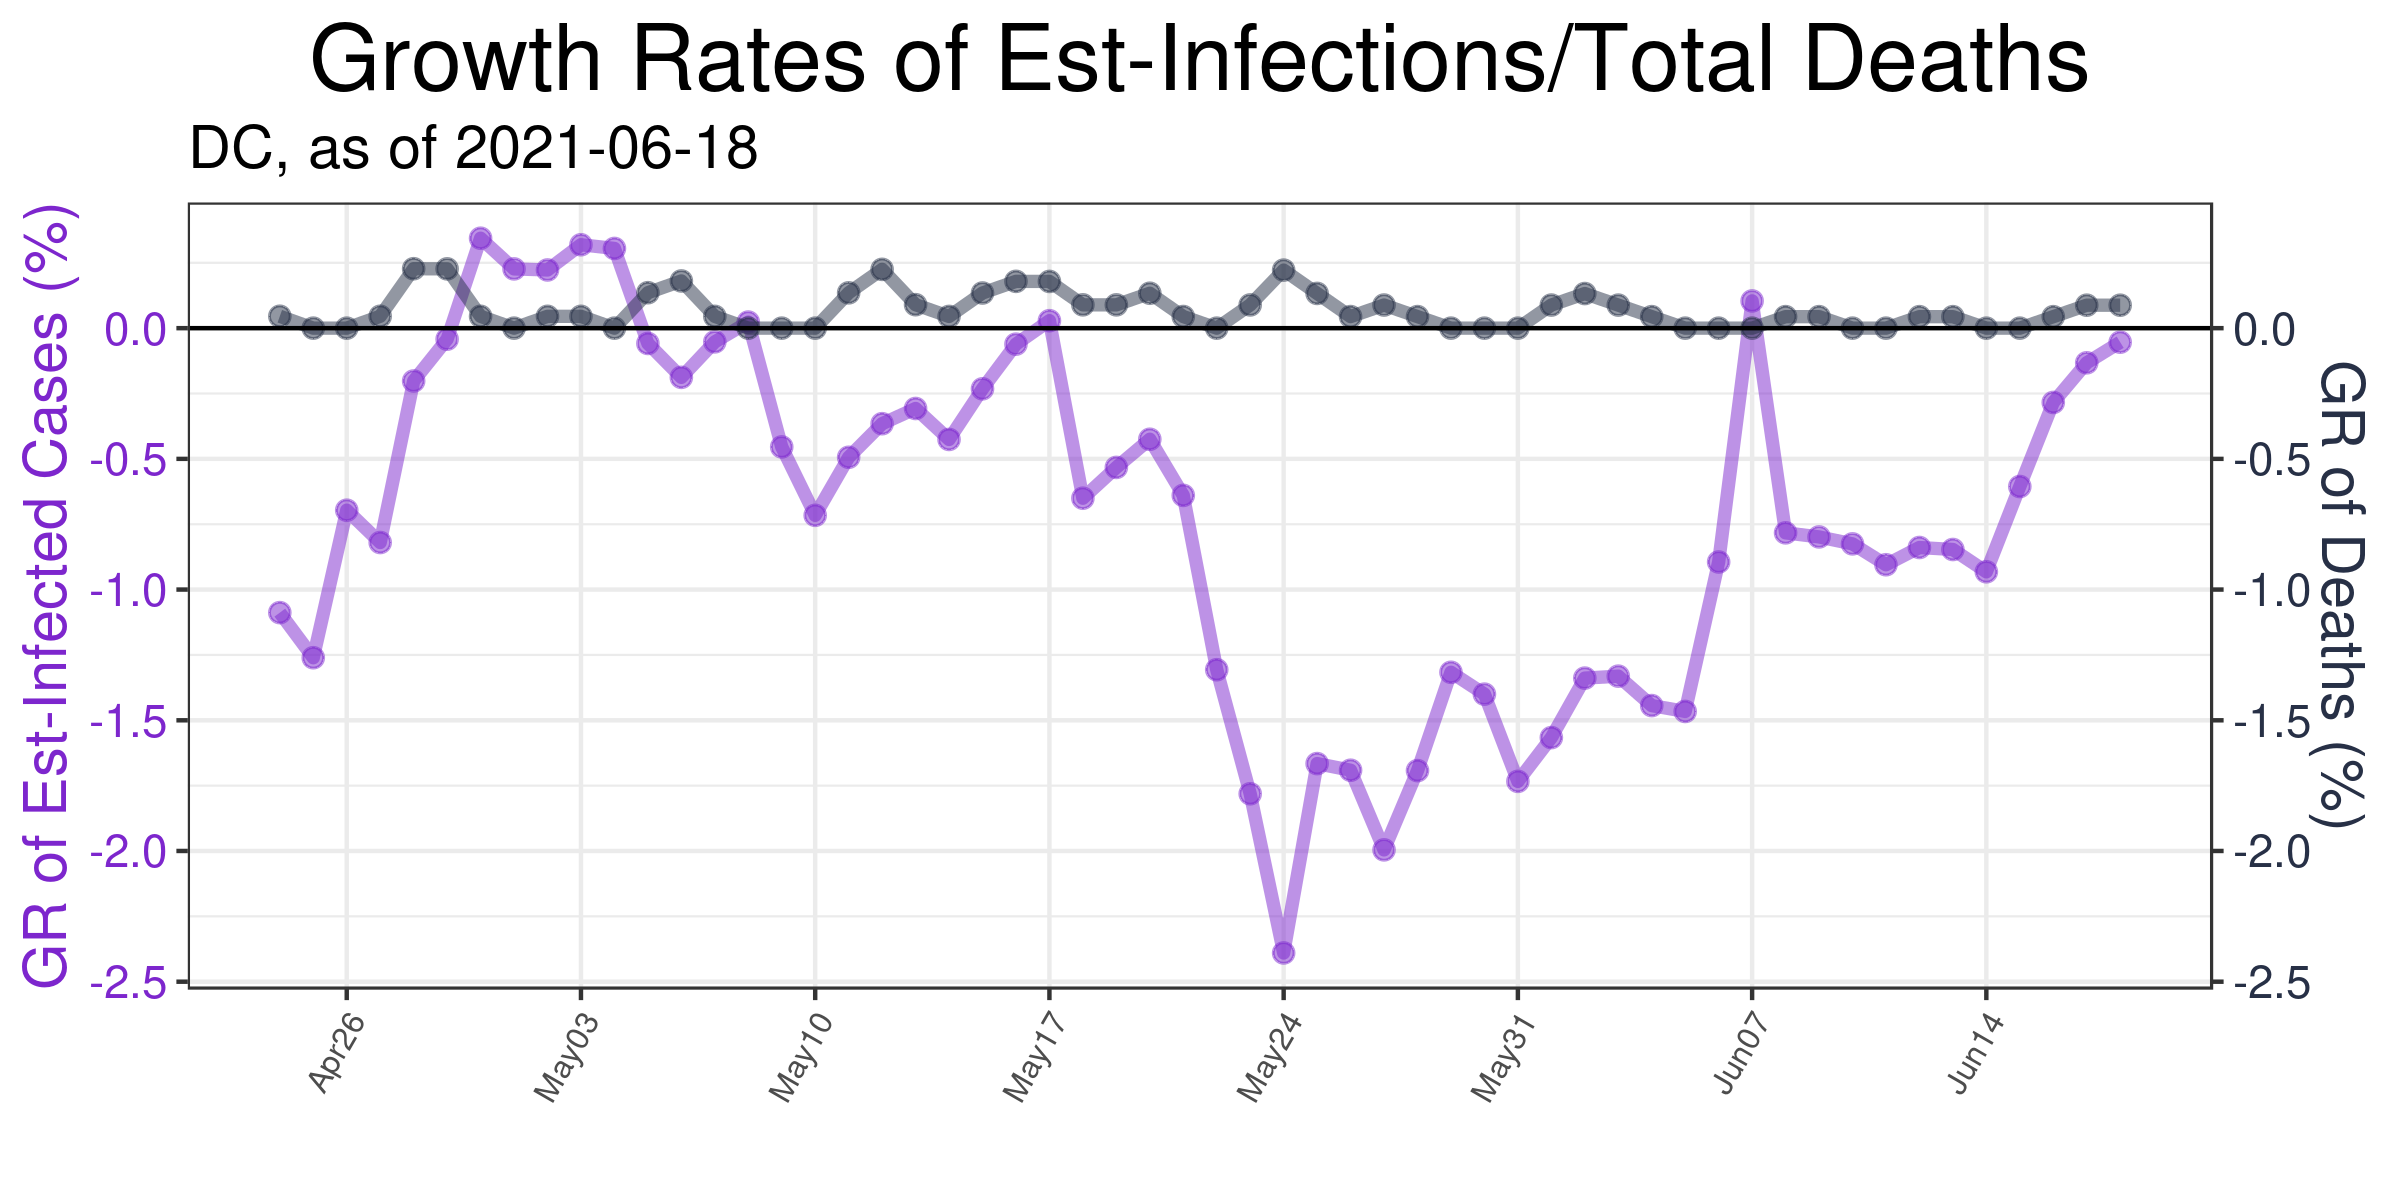 Growth Rates of Est-Infections/Total Deaths
DC, as of 2021-06-18
GR of Est-Infected Cases (%)
0.0
-0.5
-1.0
-1.5
-2.0
-2.5
0.0
-0.5
-1.0
-1.5
-2.0
-2.5
GR of Deaths (%)
Apr26 May03 May10 May17 May24 May31 Jun07 Jun14